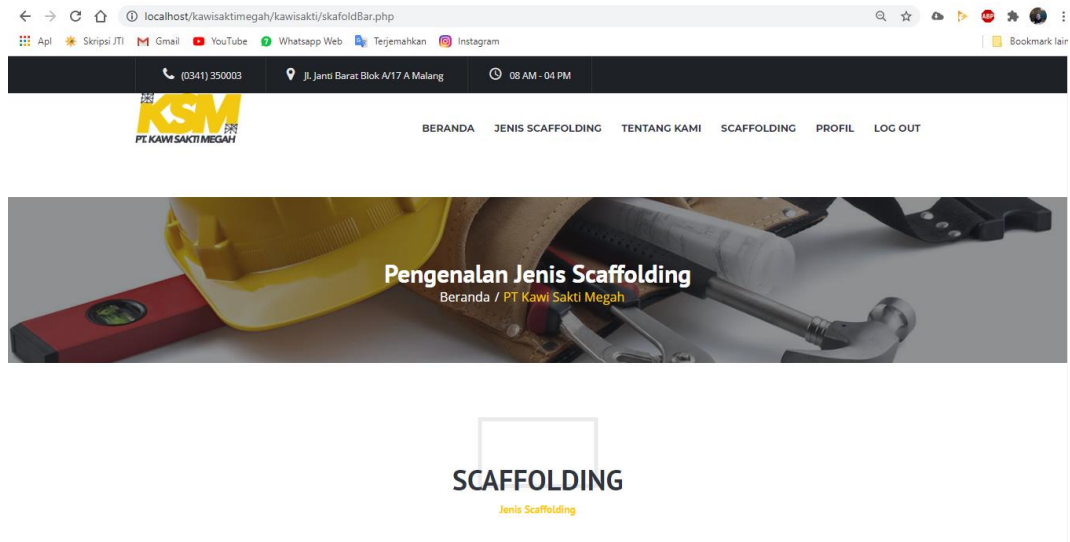 localhost/kawisaktimegah/kawisakti/skafoldBar.php
Apl Skripsi JTI Gmail YouTube Whatsapp Web Terjemahkan Instagram Bookmark lain
(0341) 350003 Jl. Janti Barat Blok A/17 A Malang 08 AM - 04 PM
KSM
PT. KAWI SAKTI MEGAH
BERANDA JENIS SCAFFOLDING TENTANG KAMI SCAFFOLDING PROFIL LOG OUT
Pengenalan Jenis Scaffolding
Beranda / PT Kawi Sakti Megah
SCAFFOLDING
Jenis Scaffolding